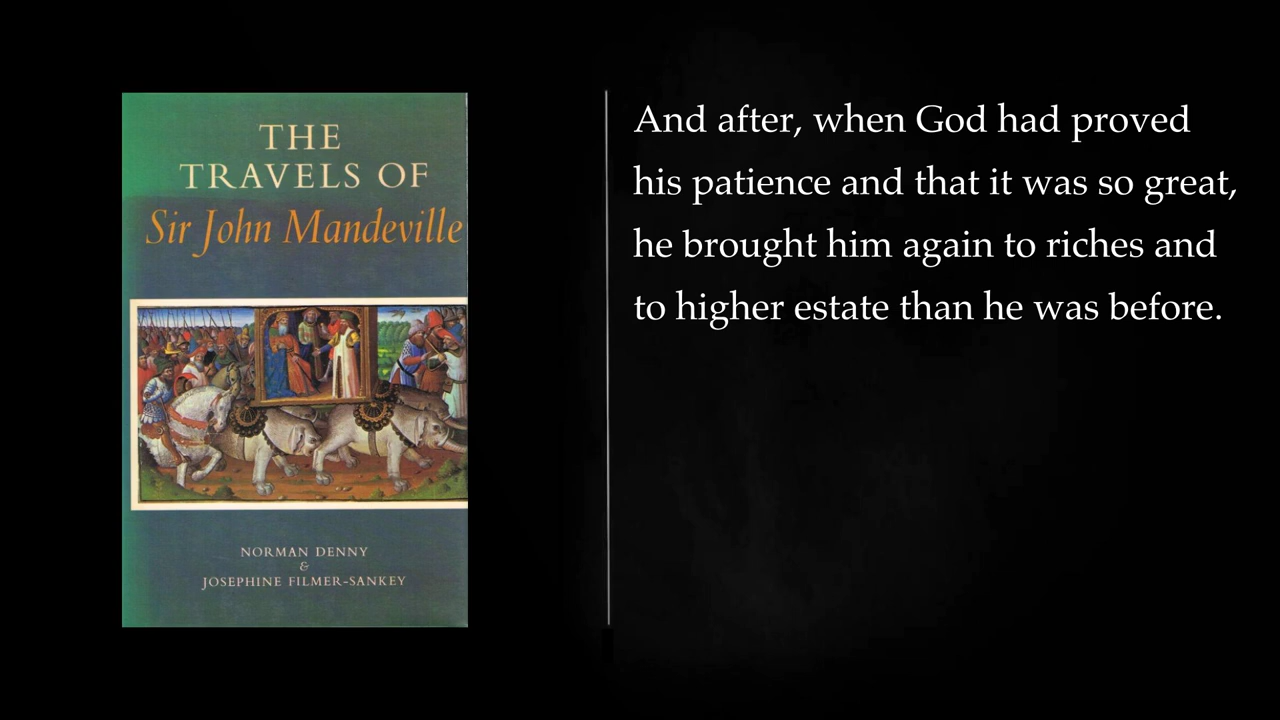 THE
TRAVELS OF
Sir John Mandeville
NORMAN DENNY
&
JOSEPHINE FILMER-SANKEY
And after, when God had proved
his patience and that it was so great,
he brought him again to riches and
to higher estate than he was before.